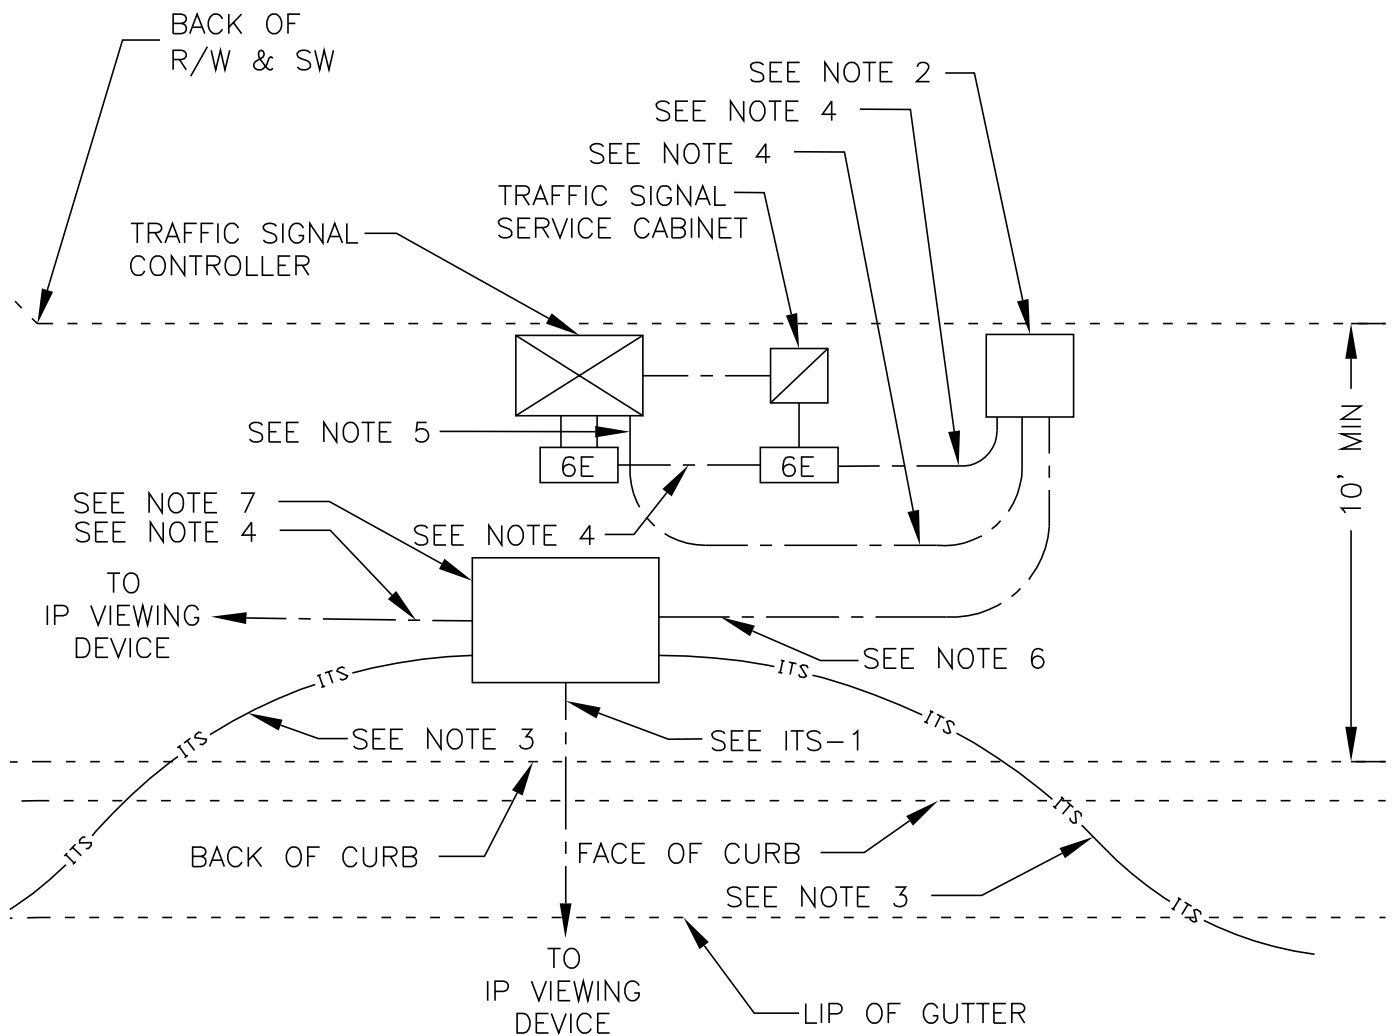 BACK OF
R/W & SW
SEE NOTE 2
SEE NOTE 4
SEE NOTE 4
TRAFFIC SIGNAL
SERVICE CABINET
TRAFFIC SIGNAL
CONTROLLER
10' MIN
SEE NOTE 5
6E
6E
SEE NOTE 7
SEE NOTE 4
SEE NOTE 4
TO
IP VIEWING
DEVICE
SEE NOTE 6
ITS
ITS
ITS
ITS
SEE NOTE 3
SEE ITS-1
ITS
ITS
BACK OF CURB
FACE OF CURB
SEE NOTE 3
ITS
TO
IP VIEWING
DEVICE
LIP OF GUTTER